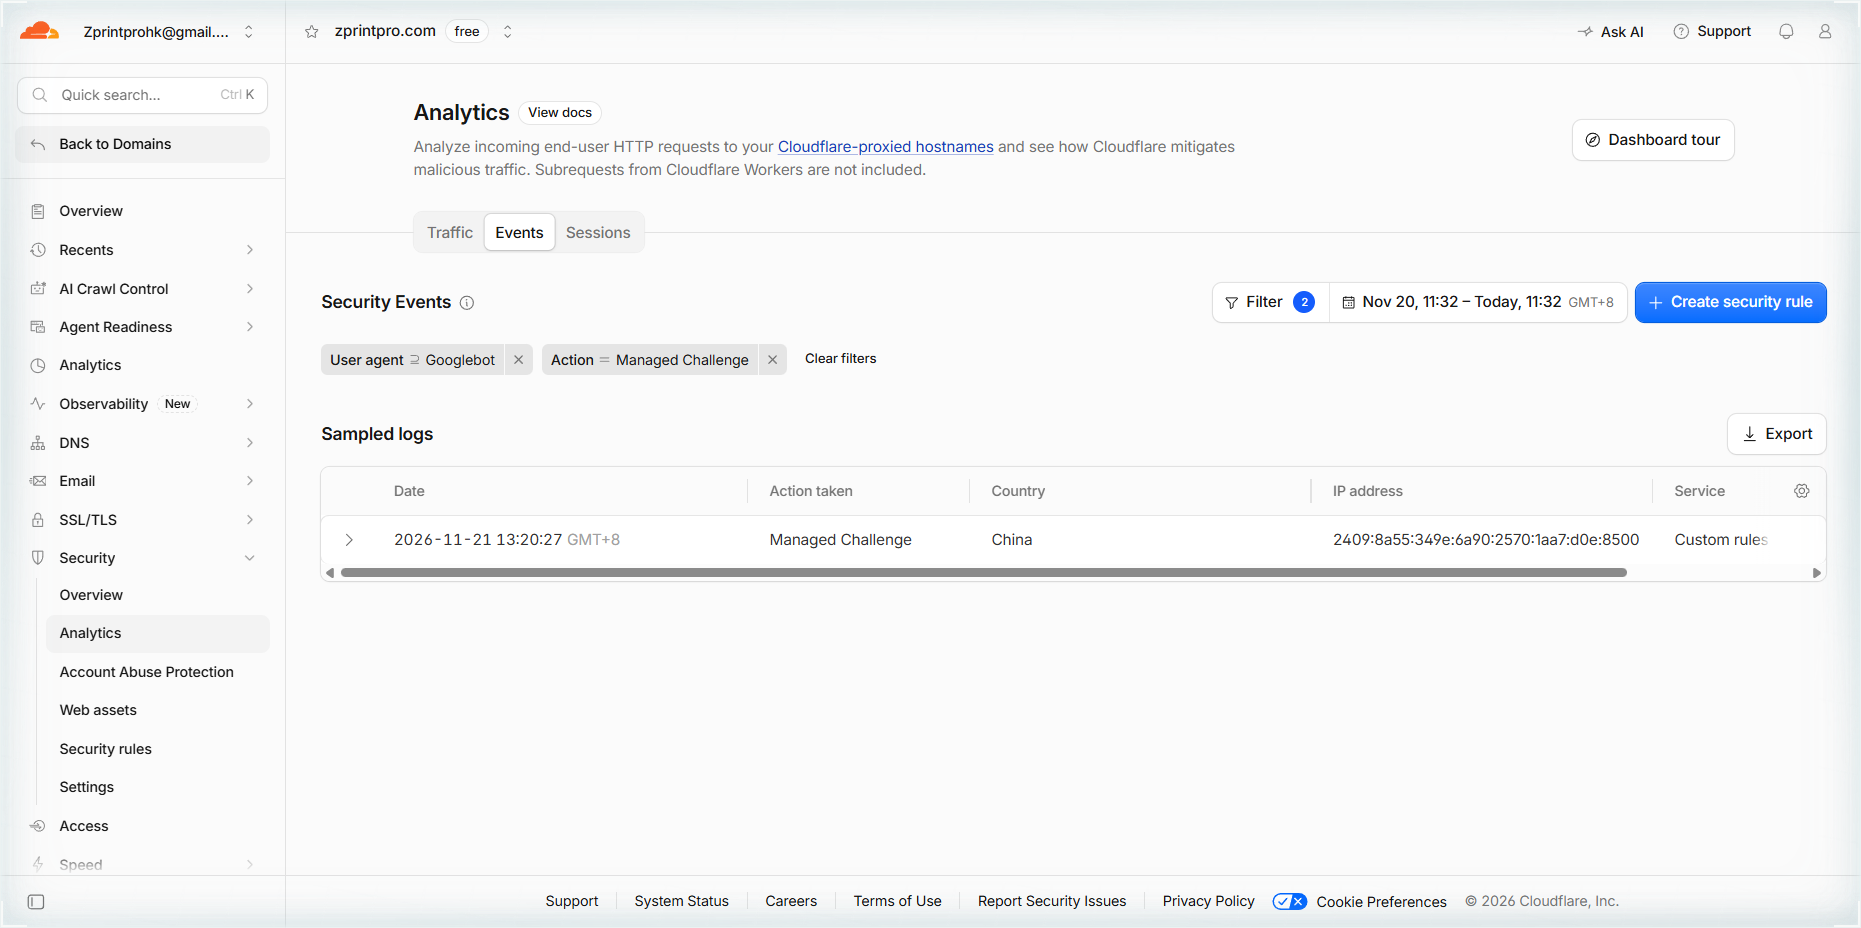 Zprintprohk@gmail....
zprintpro.com free
Ask AI
Support
Quick search... Ctrl K
Back to Domains
Overview
Recents
AI Crawl Control
Agent Readiness
Analytics
Observability New
DNS
Email
SSL/TLS
Security
Overview
Analytics
Account Abuse Protection
Web assets
Security rules
Settings
Access
Speed
Analytics View docs
Analyze incoming end-user HTTP requests to your Cloudflare-proxied hostnames and see how Cloudflare mitigates
malicious traffic. Subrequests from Cloudflare Workers are not included.
Dashboard tour
Traffic Events Sessions
Security Events
Filter 2 Nov 20, 11:32 – Today, 11:32 GMT+8
+ Create security rule
User agent ⊇ Googlebot × Action = Managed Challenge × Clear filters
Sampled logs
Export
Date Action taken Country IP address Service
2026-11-21 13:20:27 GMT+8 Managed Challenge China 2409:8a55:349e:6a90:2570:1aa7:d0e:8500 Custom rules
Support System Status Careers Terms of Use Report Security Issues Privacy Policy Cookie Preferences © 2026 Cloudflare, Inc.